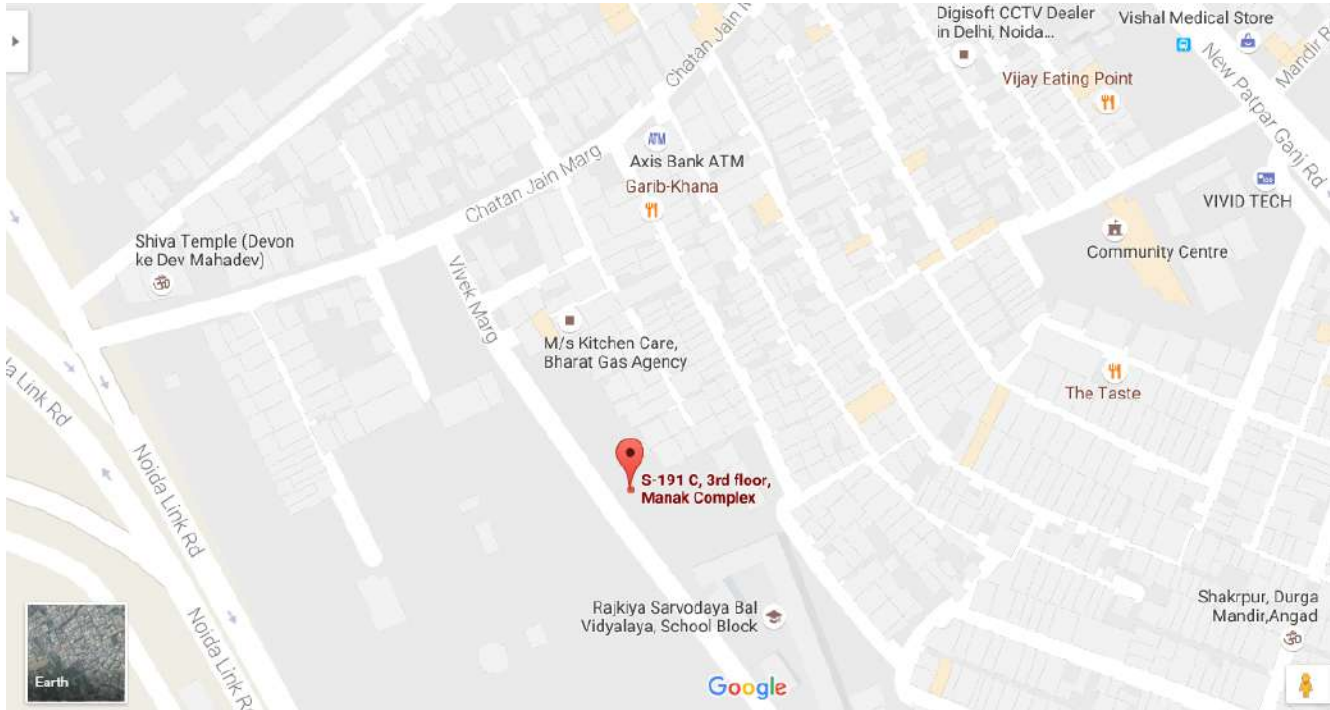 Digisoft CCTV Dealer
in Delhi, Noida...
Vishal Medical Store
Mandir R
New Patpar Ganj Rd
Vijay Eating Point
Chatan Jain Marg
ATM
Axis Bank ATM
Garib-Khana
Chatan Jain Marg
VIVID TECH
Shiva Temple (Devon
ke Dev Mahadev)
Community Centre
Vivek Marg
M/s Kitchen Care,
Bharat Gas Agency
The Taste
a Link Rd
Noida Link Rd
S-191 C, 3rd floor,
Manak Complex
Rajkiya Sarvodaya Bal
Vidyalaya, School Block
Shakrpur, Durga
Mandir,Angad
Noida Link R
Earth
Google